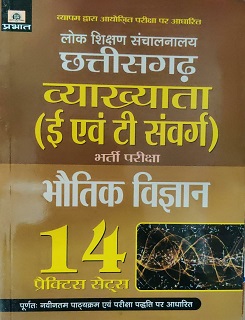 व्यापम द्वारा आयोजित परीक्षा पर आधारित
प्रभात
लोक शिक्षण संचालनालय
छत्तीसगढ़
व्याख्याता
(ई एवं टी संवर्ग)
भर्ती परीक्षा
भौतिक विज्ञान
14
प्रैक्टिस सेट्स
पूर्णतः नवीनतम पाठ्यक्रम एवं परीक्षा पद्धति पर आधारित